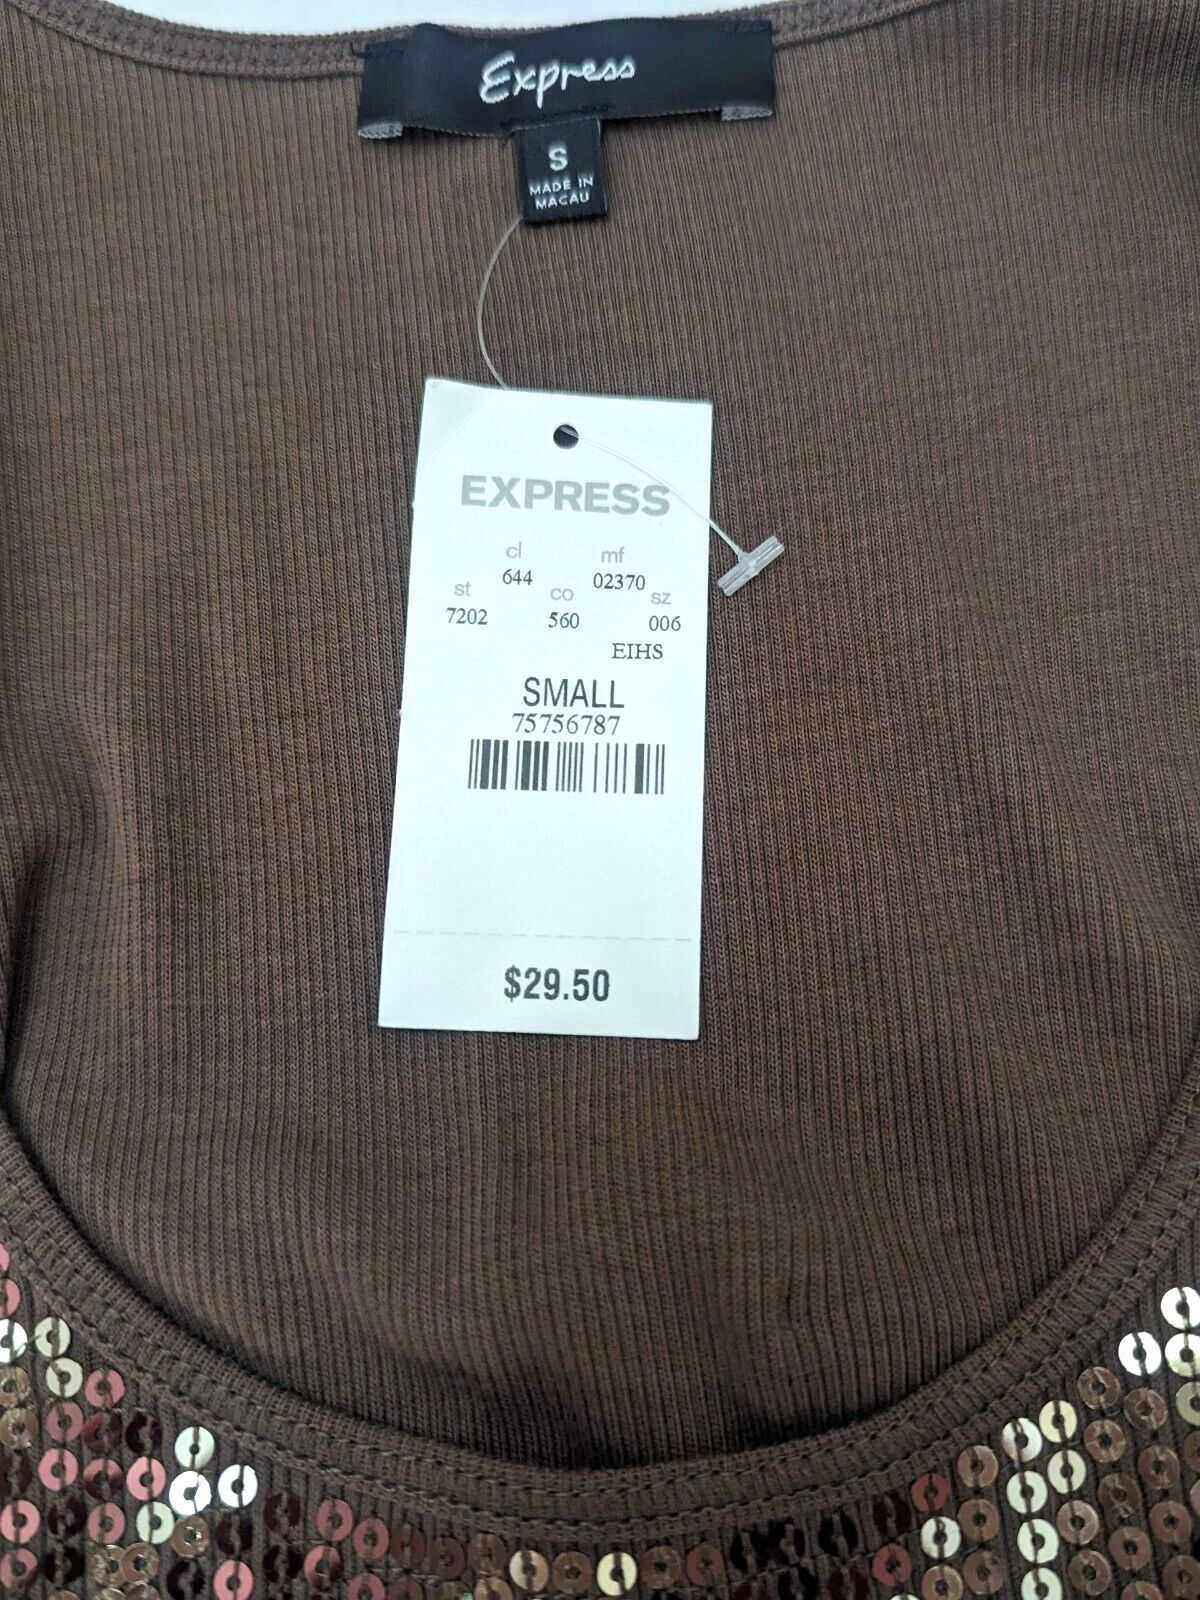 Express
S
MADE IN
MACAU
EXPRESS
cl mf
644 02370
st co sz
7202 560 006
EIHS
SMALL
75756787
$29.50